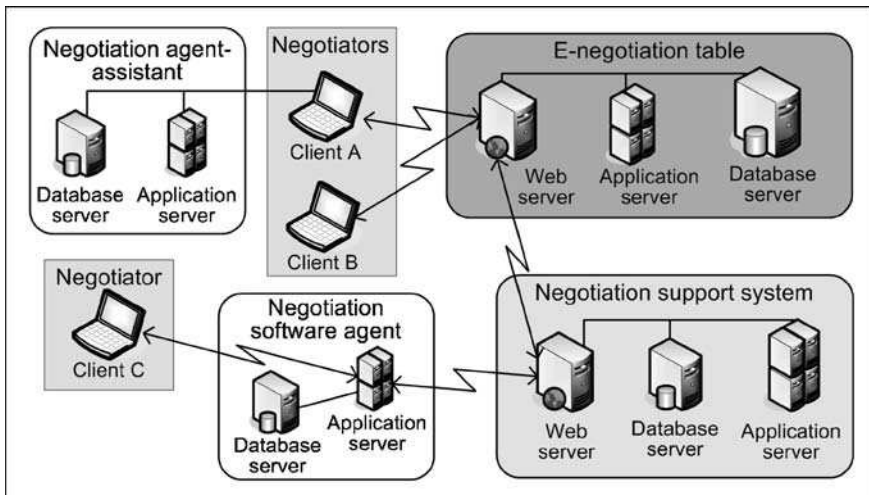 Negotiation agent-
assistant
Database
server
Application
server
Negotiators
Client A
Client B
E-negotiation table
Web
server
Application
server
Database
server
Negotiator
Client C
Negotiation
software agent
Database
server
Application
server
Negotiation support system
Web
server
Database
server
Application
server